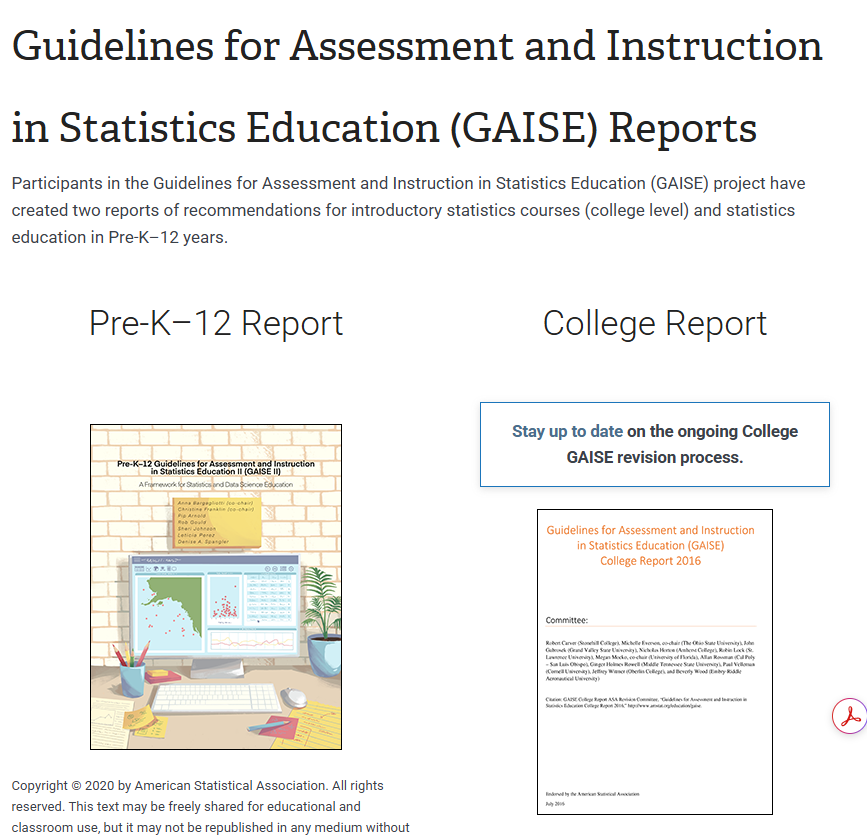 Guidelines for Assessment and Instruction
in Statistics Education (GAISE) Reports
Participants in the Guidelines for Assessment and Instruction in Statistics Education (GAISE) project have
created two reports of recommendations for introductory statistics courses (college level) and statistics
education in Pre-K–12 years.
Pre-K–12 Report
Pre-K–12 Guidelines for Assessment and Instruction
in Statistics Education II (GAISE II)
A Framework for Statistics and Data Science Education
Anna Bargagliotti (co-chair)
Christine Franklin (co-chair)
Pip Arnold
Rob Gould
Sheri Johnson
Leticia Perez
Denise A. Spangler
Copyright © 2020 by American Statistical Association. All rights
reserved. This text may be freely shared for educational and
classroom use, but it may not be republished in any medium without
College Report
Stay up to date on the ongoing College
GAISE revision process.
Guidelines for Assessment and Instruction
in Statistics Education (GAISE)
College Report 2016
Committee:
Robert Carver (Stonehill College), Michelle Everson, co-chair (The Ohio State University), John
Gabrosek (Grand Valley State University), Nicholas Horton (Amherst College), Robin Lock (St.
Lawrence University), Megan Mocko, co-chair (University of Florida), Allan Rossman (Cal Poly
– San Luis Obispo), Ginger Holmes Rowell (Middle Tennessee State University), Paul Velleman
(Cornell University), Jeffrey Witmer (Oberlin College), and Beverly Wood (Embry-Riddle
Aeronautical University)
Citation: GAISE College Report ASA Revision Committee, "Guidelines for Assessment and Instruction in
Statistics Education College Report 2016," http://www.amstat.org/education/gaise.
Endorsed by the American Statistical Association
July 2016